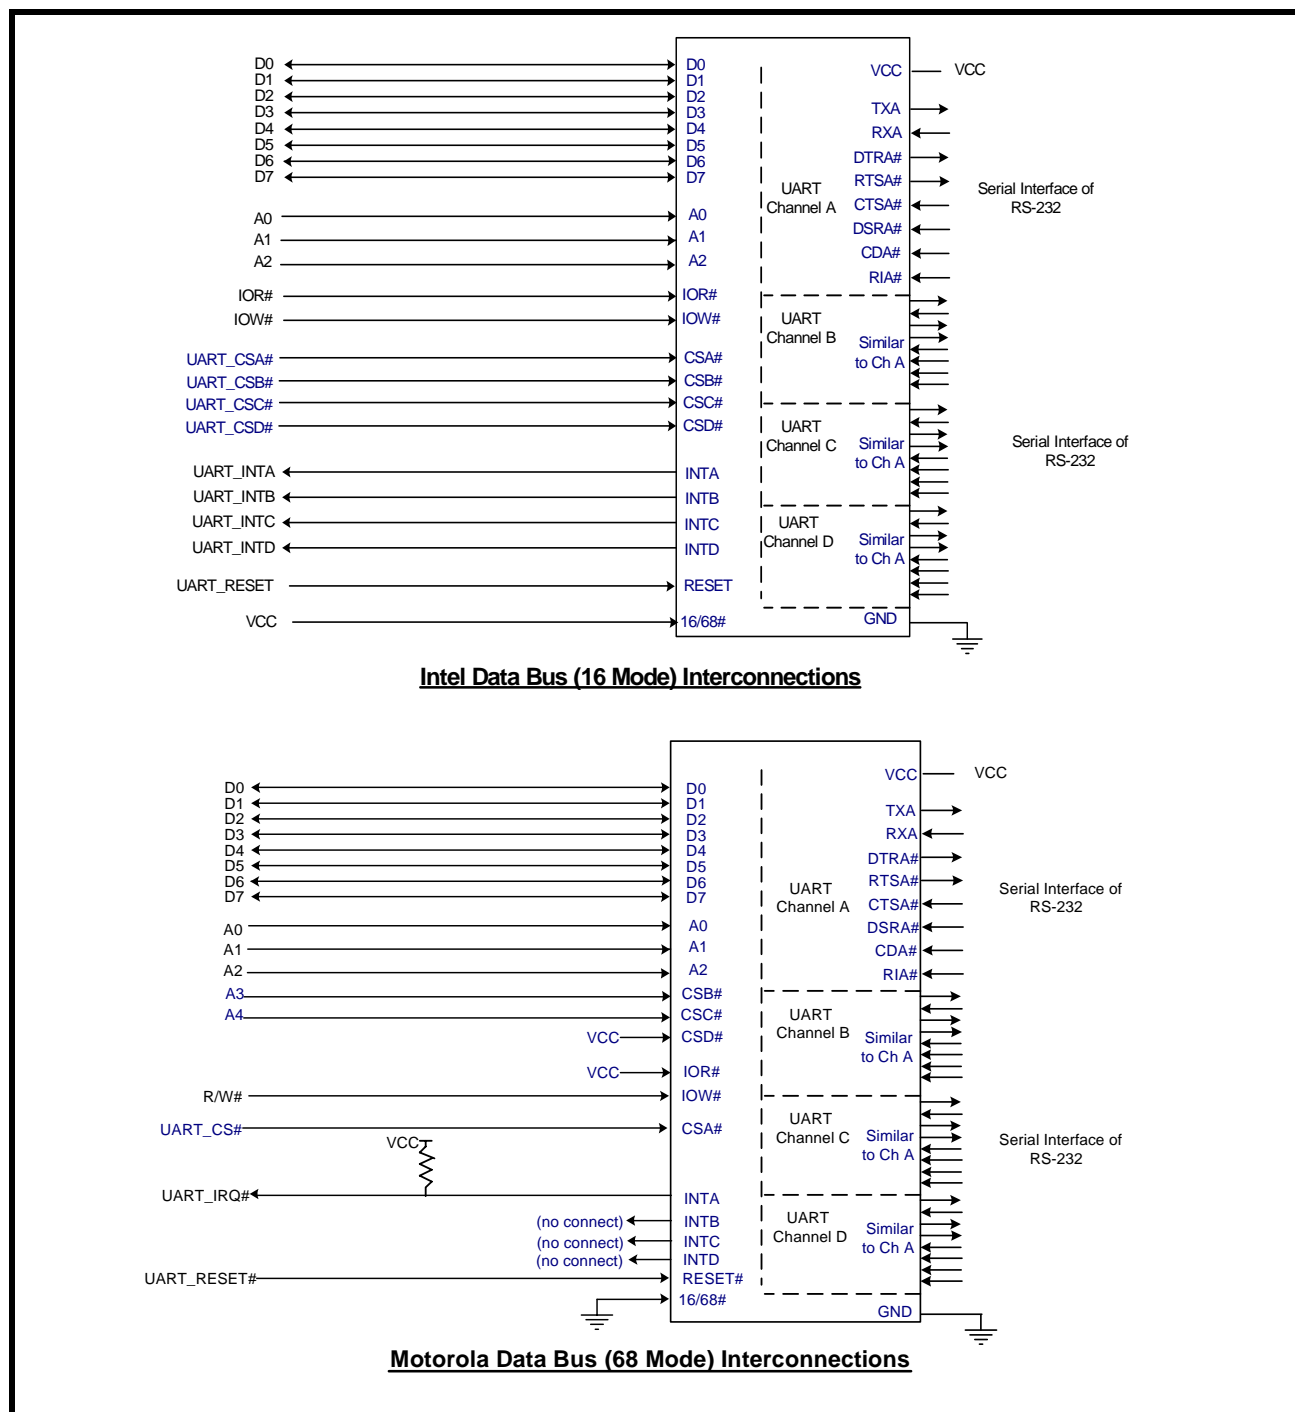 D0
D1
D2
D3
D4
D5
D6
D7
A0
A1
A2
IOR#
IOW#
UART_CSA#
UART_CSB#
UART_CSC#
UART_CSD#
UART_INTA
UART_INTB
UART_INTC
UART_INTD
UART_RESET
VCC
D0
D1
D2
D3
D4
D5
D6
D7
A0
A1
A2
IOR#
IOW#
CSA#
CSB#
CSC#
CSD#
INTA
INTB
INTC
INTD
RESET
16/68#
UART
Channel A
UART
Channel B
UART
Channel C
UART
Channel D
VCC
TXA
RXA
DTRA#
RTSA#
CTSA#
DSRA#
CDA#
RIA#
Similar
to Ch A
Similar
to Ch A
Similar
to Ch A
GND
VCC
Serial Interface of
RS-232
Serial Interface of
RS-232
Intel Data Bus (16 Mode) Interconnections
D0
D1
D2
D3
D4
D5
D6
D7
A0
A1
A2
A3
A4
VCC
VCC
R/W#
UART_CS#
VCC
UART_IRQ#
(no connect)
(no connect)
(no connect)
UART_RESET#
D0
D1
D2
D3
D4
D5
D6
D7
A0
A1
A2
CSB#
CSC#
CSD#
IOR#
IOW#
CSA#
INTA
INTB
INTC
INTD
RESET#
16/68#
UART
Channel A
UART
Channel B
UART
Channel C
UART
Channel D
VCC
TXA
RXA
DTRA#
RTSA#
CTSA#
DSRA#
CDA#
RIA#
Similar
to Ch A
Similar
to Ch A
Similar
to Ch A
GND
VCC
Serial Interface of
RS-232
Serial Interface of
RS-232
Motorola Data Bus (68 Mode) Interconnections